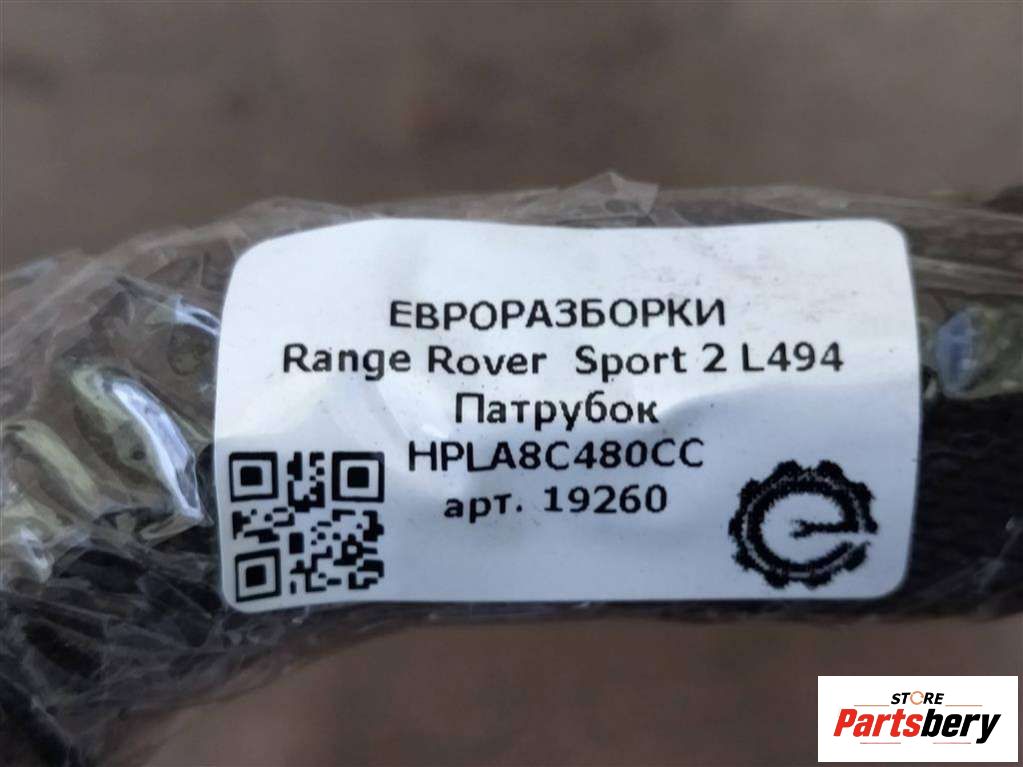 ЕВРОРАЗБОРКИ
Range Rover Sport 2 L494
Патрубок
HPLA8C480CC
арт. 19260
STORE
Partsbery